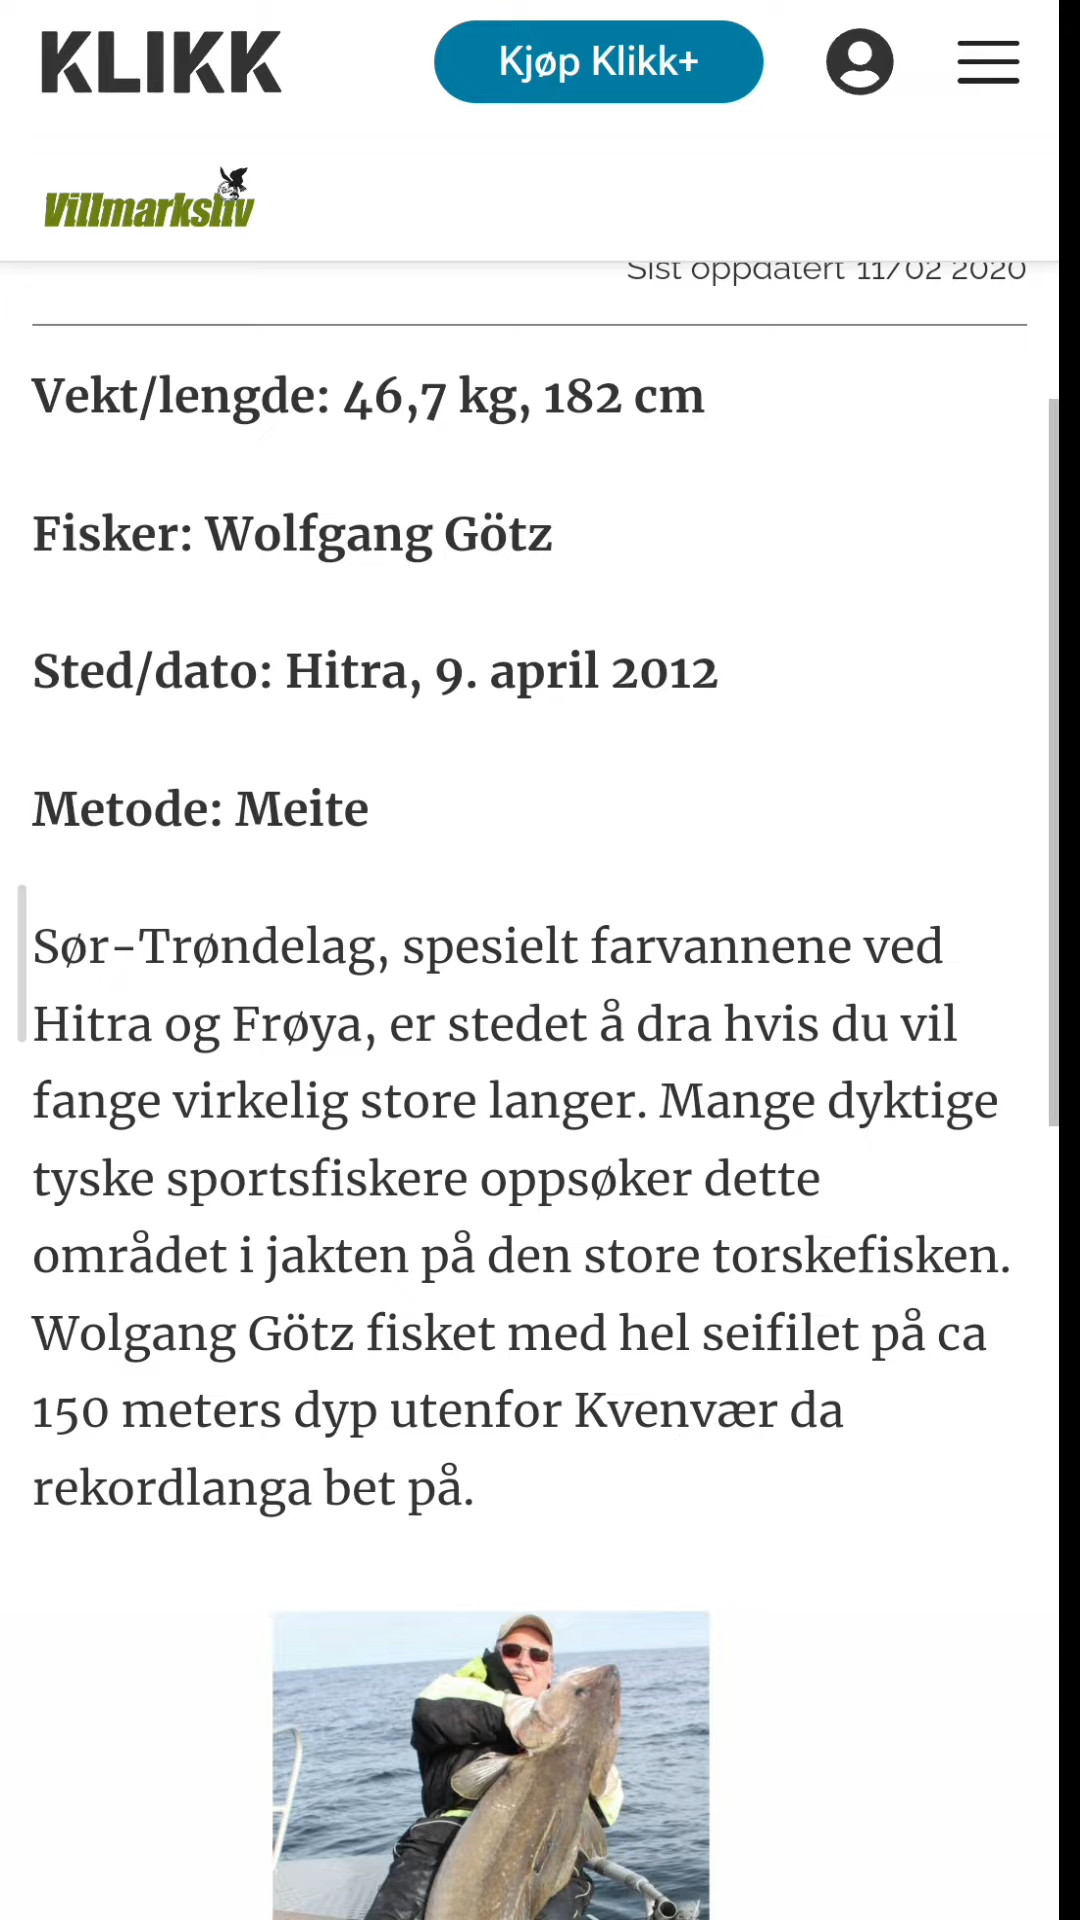 KLIKK
Kjøp Klikk+
Villmarksliv
Sist oppdatert 11/02 2020
Vekt/lengde: 46,7 kg, 182 cm
Fisker: Wolfgang Götz
Sted/dato: Hitra, 9. april 2012
Metode: Meite
Sør-Trøndelag, spesielt farvannene ved
Hitra og Frøya, er stedet å dra hvis du vil
fange virkelig store langer. Mange dyktige
tyske sportsfiskere oppsøker dette
området i jakten på den store torskefisken.
Wolgang Götz fisket med hel seifilet på ca
150 meters dyp utenfor Kvenvær da
rekordlanga bet på.